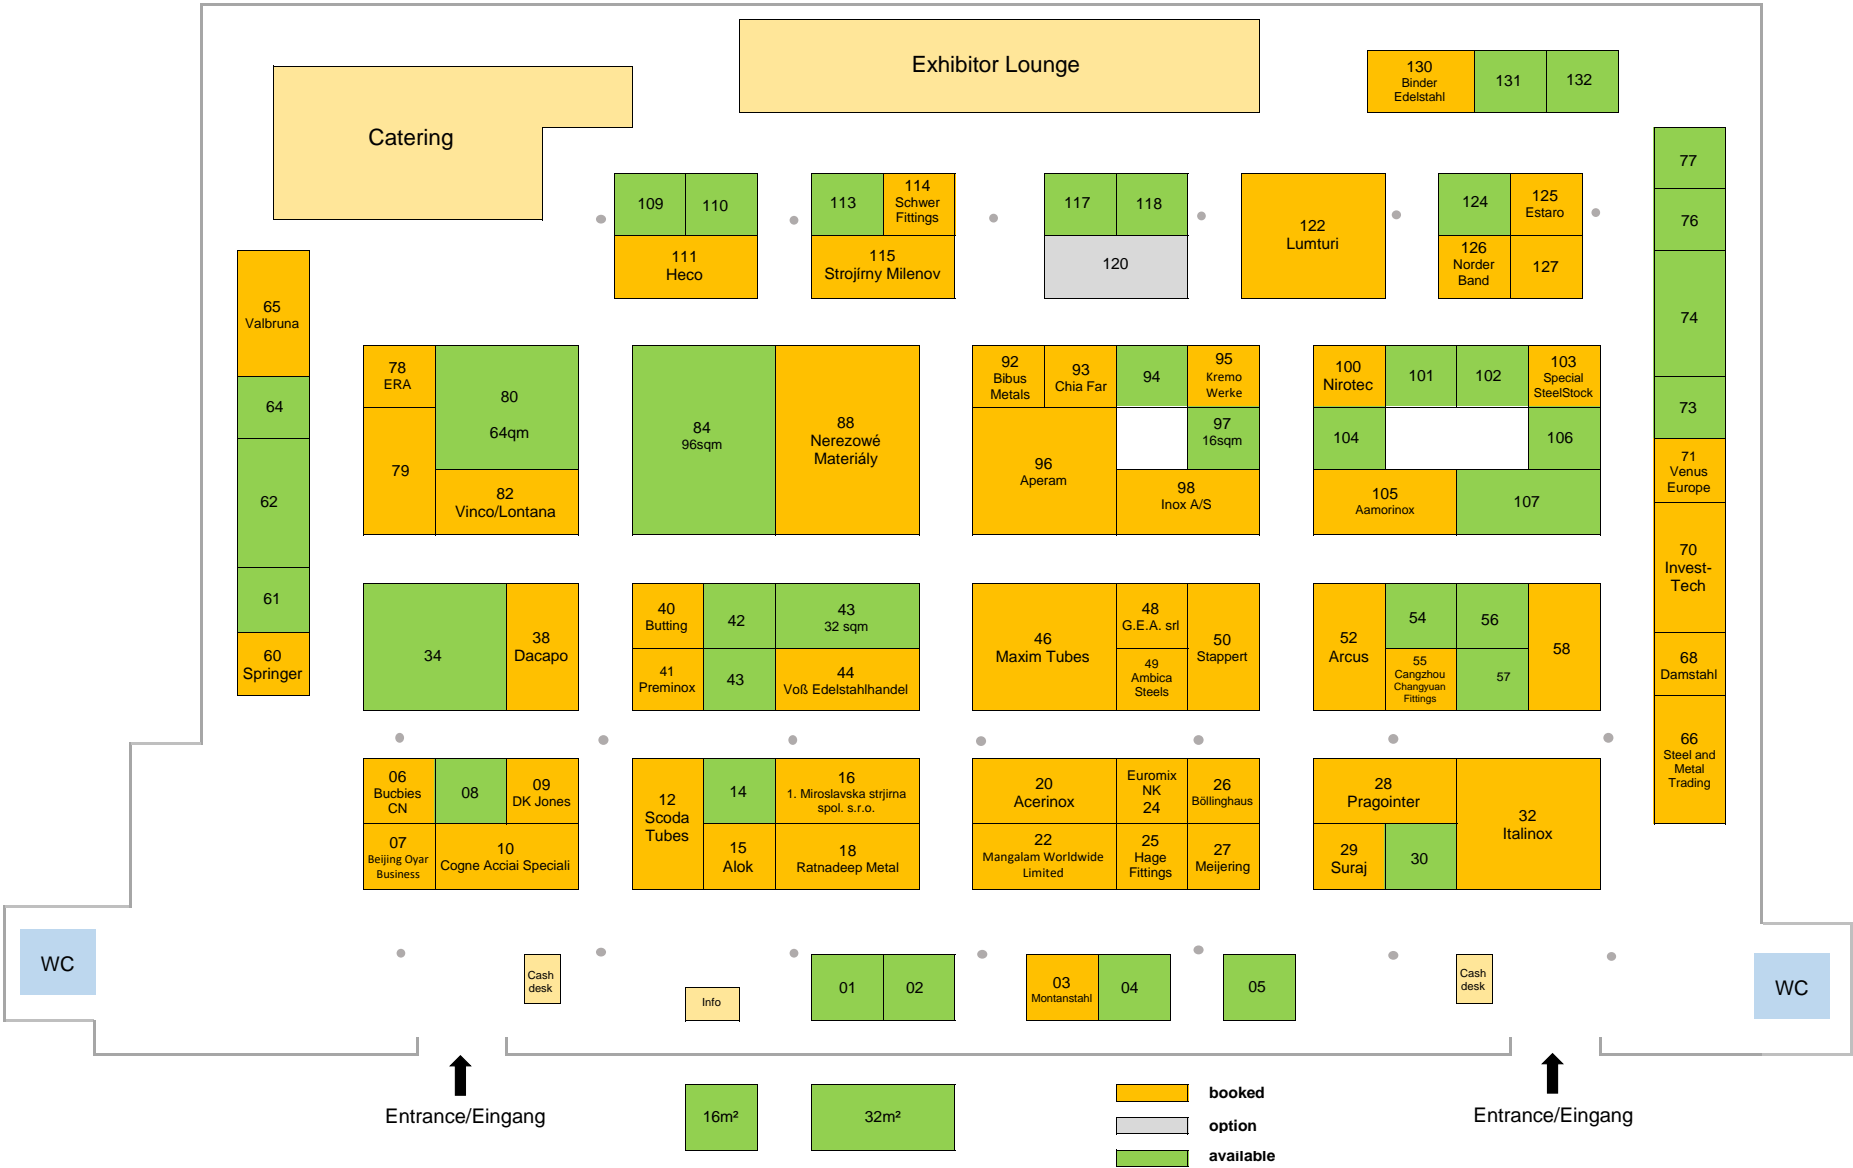 Exhibitor Lounge
130
Binder
Edelstahl
131
132
Catering
77
76
74
73
71
Venus
Europe
70
Invest-
Tech
68
Damstahl
66
Steel and
Metal
Trading
109
110
111
Heco
113
114
Schwer
Fittings
115
Strojírny Milenov
117
118
120
122
Lumturi
124
125
Estaro
126
Norder
Band
127
65
Valbruna
64
62
61
60
Springer
78
ERA
79
80
64qm
82
Vinco/Lontana
84
96sqm
88
Nerezowé
Materiály
92
Bibus
Metals
93
Chia Far
94
95
Kremo
Werke
96
Aperam
97
16sqm
98
Inox A/S
100
Nirotec
101
102
103
Special
SteelStock
104
106
105
Aamorinox
107
34
38
Dacapo
40
Butting
42
43
32 sqm
41
Preminox
43
44
Voß Edelstahlhandel
46
Maxim Tubes
48
G.E.A. srl
49
Ambica
Steels
50
Stappert
52
Arcus
54
56
55
Cangzhou
Changyuan
Fittings
57
58
06
Bucbies
CN
08
09
DK Jones
07
Beijing Oyar
Business
10
Cogne Acciai Speciali
12
Scoda
Tubes
14
16
1. Miroslavska strjirna
spol. s.r.o.
15
Alok
18
Ratnadeep Metal
20
Acerinox
Euromix
NK
24
26
Böllinghaus
22
Mangalam Worldwide
Limited
25
Hage
Fittings
27
Meijering
28
Pragointer
29
Suraj
30
32
Italinox
WC
Cash
desk
Info
01
02
03
Montanstahl
04
05
Cash
desk
WC
Entrance/Eingang
16m²
32m²
booked
option
available
Entrance/Eingang